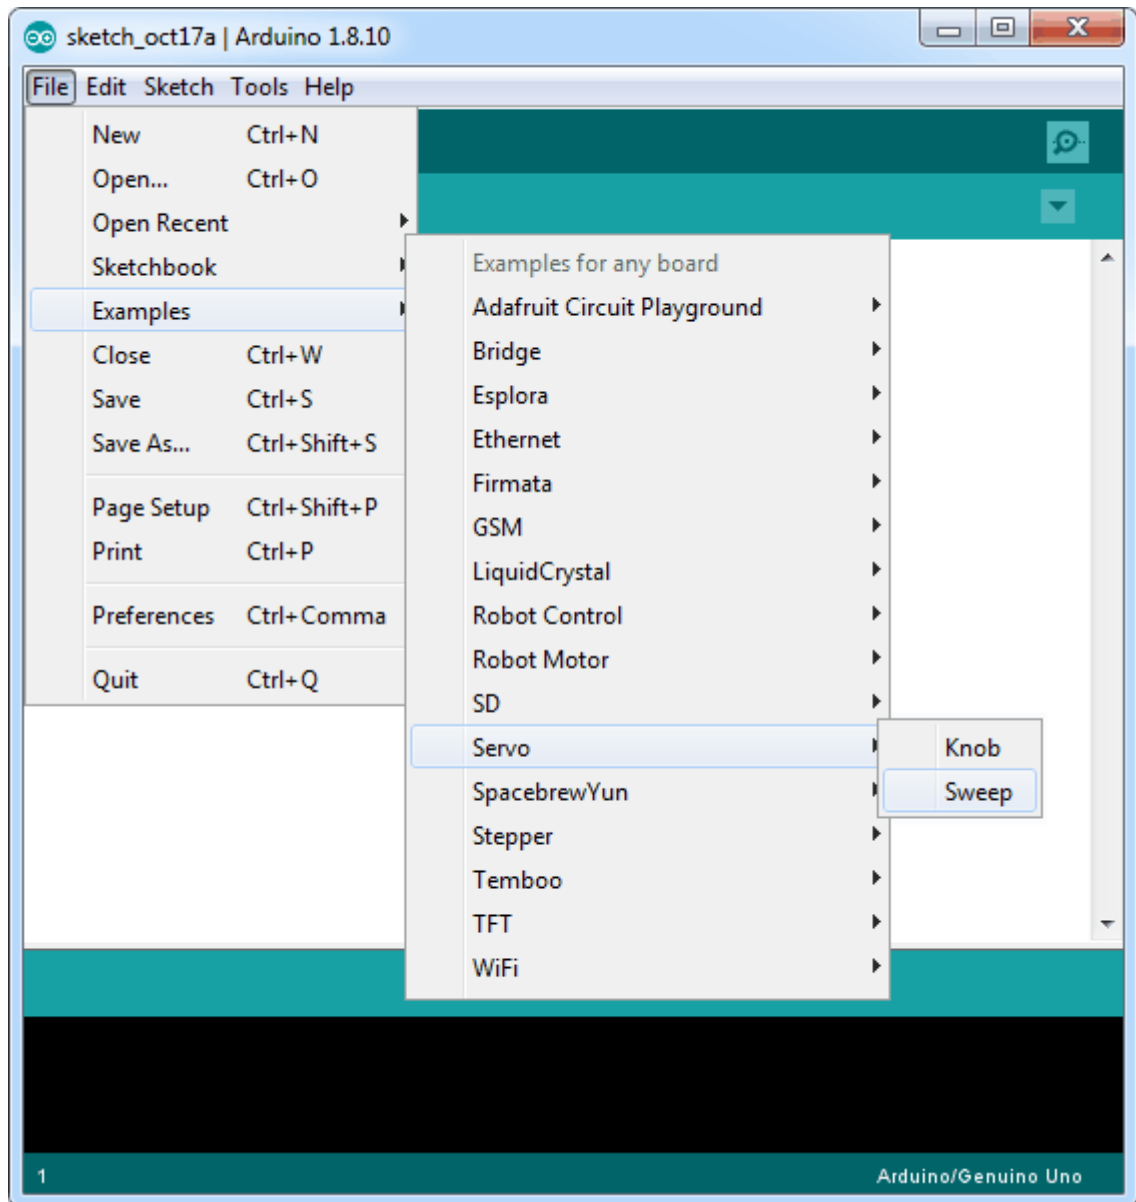 sketch_oct17a | Arduino 1.8.10
File Edit Sketch Tools Help
New Ctrl+N
Open... Ctrl+O
Open Recent
Sketchbook
Examples
Close Ctrl+W
Save Ctrl+S
Save As... Ctrl+Shift+S
Page Setup Ctrl+Shift+P
Print Ctrl+P
Preferences Ctrl+Comma
Quit Ctrl+Q
Examples for any board
Adafruit Circuit Playground
Bridge
Esplora
Ethernet
Firmata
GSM
LiquidCrystal
Robot Control
Robot Motor
SD
Servo
SpacebrewYun
Stepper
Temboo
TFT
WiFi
Knob
Sweep
1 Arduino/Genuino Uno